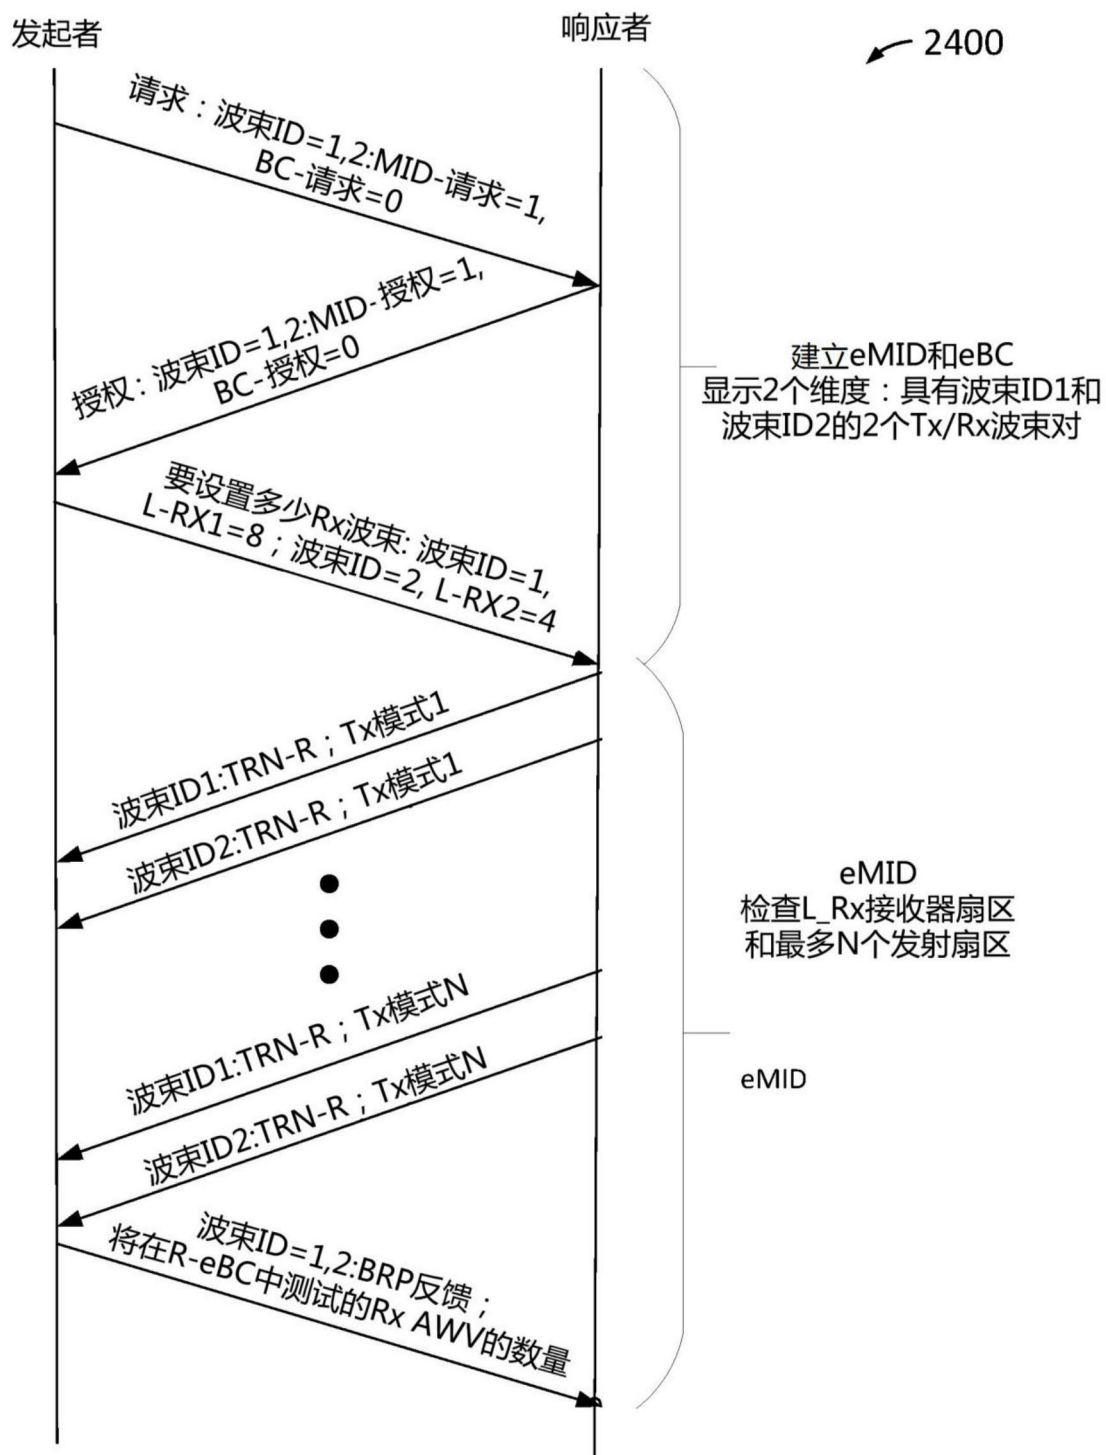 发起者
响应者
2400
请求：波束ID=1,2:MID-请求=1,
BC-请求=0
授权: 波束ID=1,2:MID-授权=1,
BC-授权=0
建立eMID和eBC
显示2个维度：具有波束ID1和
波束ID2的2个Tx/Rx波束对
要设置多少Rx波束: 波束ID=1,
L-RX1=8；波束ID=2, L-RX2=4
波束ID1:TRN-R；Tx模式1
波束ID2:TRN-R；Tx模式1
eMID
检查L_Rx接收器扇区
和最多N个发射扇区
波束ID1:TRN-R；Tx模式N
波束ID2:TRN-R；Tx模式N
eMID
波束ID=1,2:BRP反馈；
将在R-eBC中测试的Rx AWV的数量